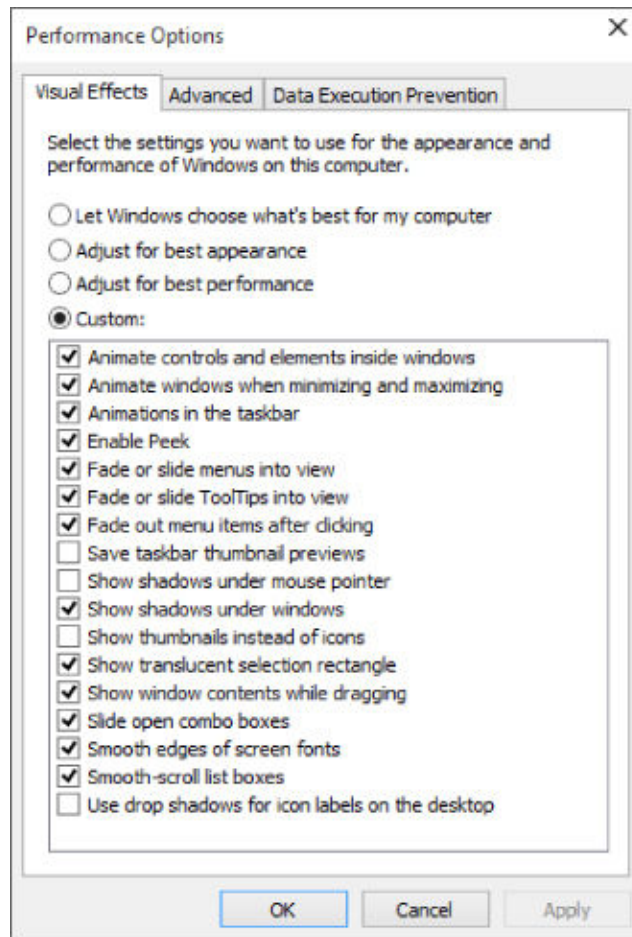 Performance Options
Visual Effects
Advanced
Data Execution Prevention
Select the settings you want to use for the appearance and
performance of Windows on this computer.
Let Windows choose what's best for my computer
Adjust for best appearance
Adjust for best performance
Custom:
Animate controls and elements inside windows
Animate windows when minimizing and maximizing
Animations in the taskbar
Enable Peek
Fade or slide menus into view
Fade or slide ToolTips into view
Fade out menu items after clicking
Save taskbar thumbnail previews
Show shadows under mouse pointer
Show shadows under windows
Show thumbnails instead of icons
Show translucent selection rectangle
Show window contents while dragging
Slide open combo boxes
Smooth edges of screen fonts
Smooth-scroll list boxes
Use drop shadows for icon labels on the desktop
OK
Cancel
Apply